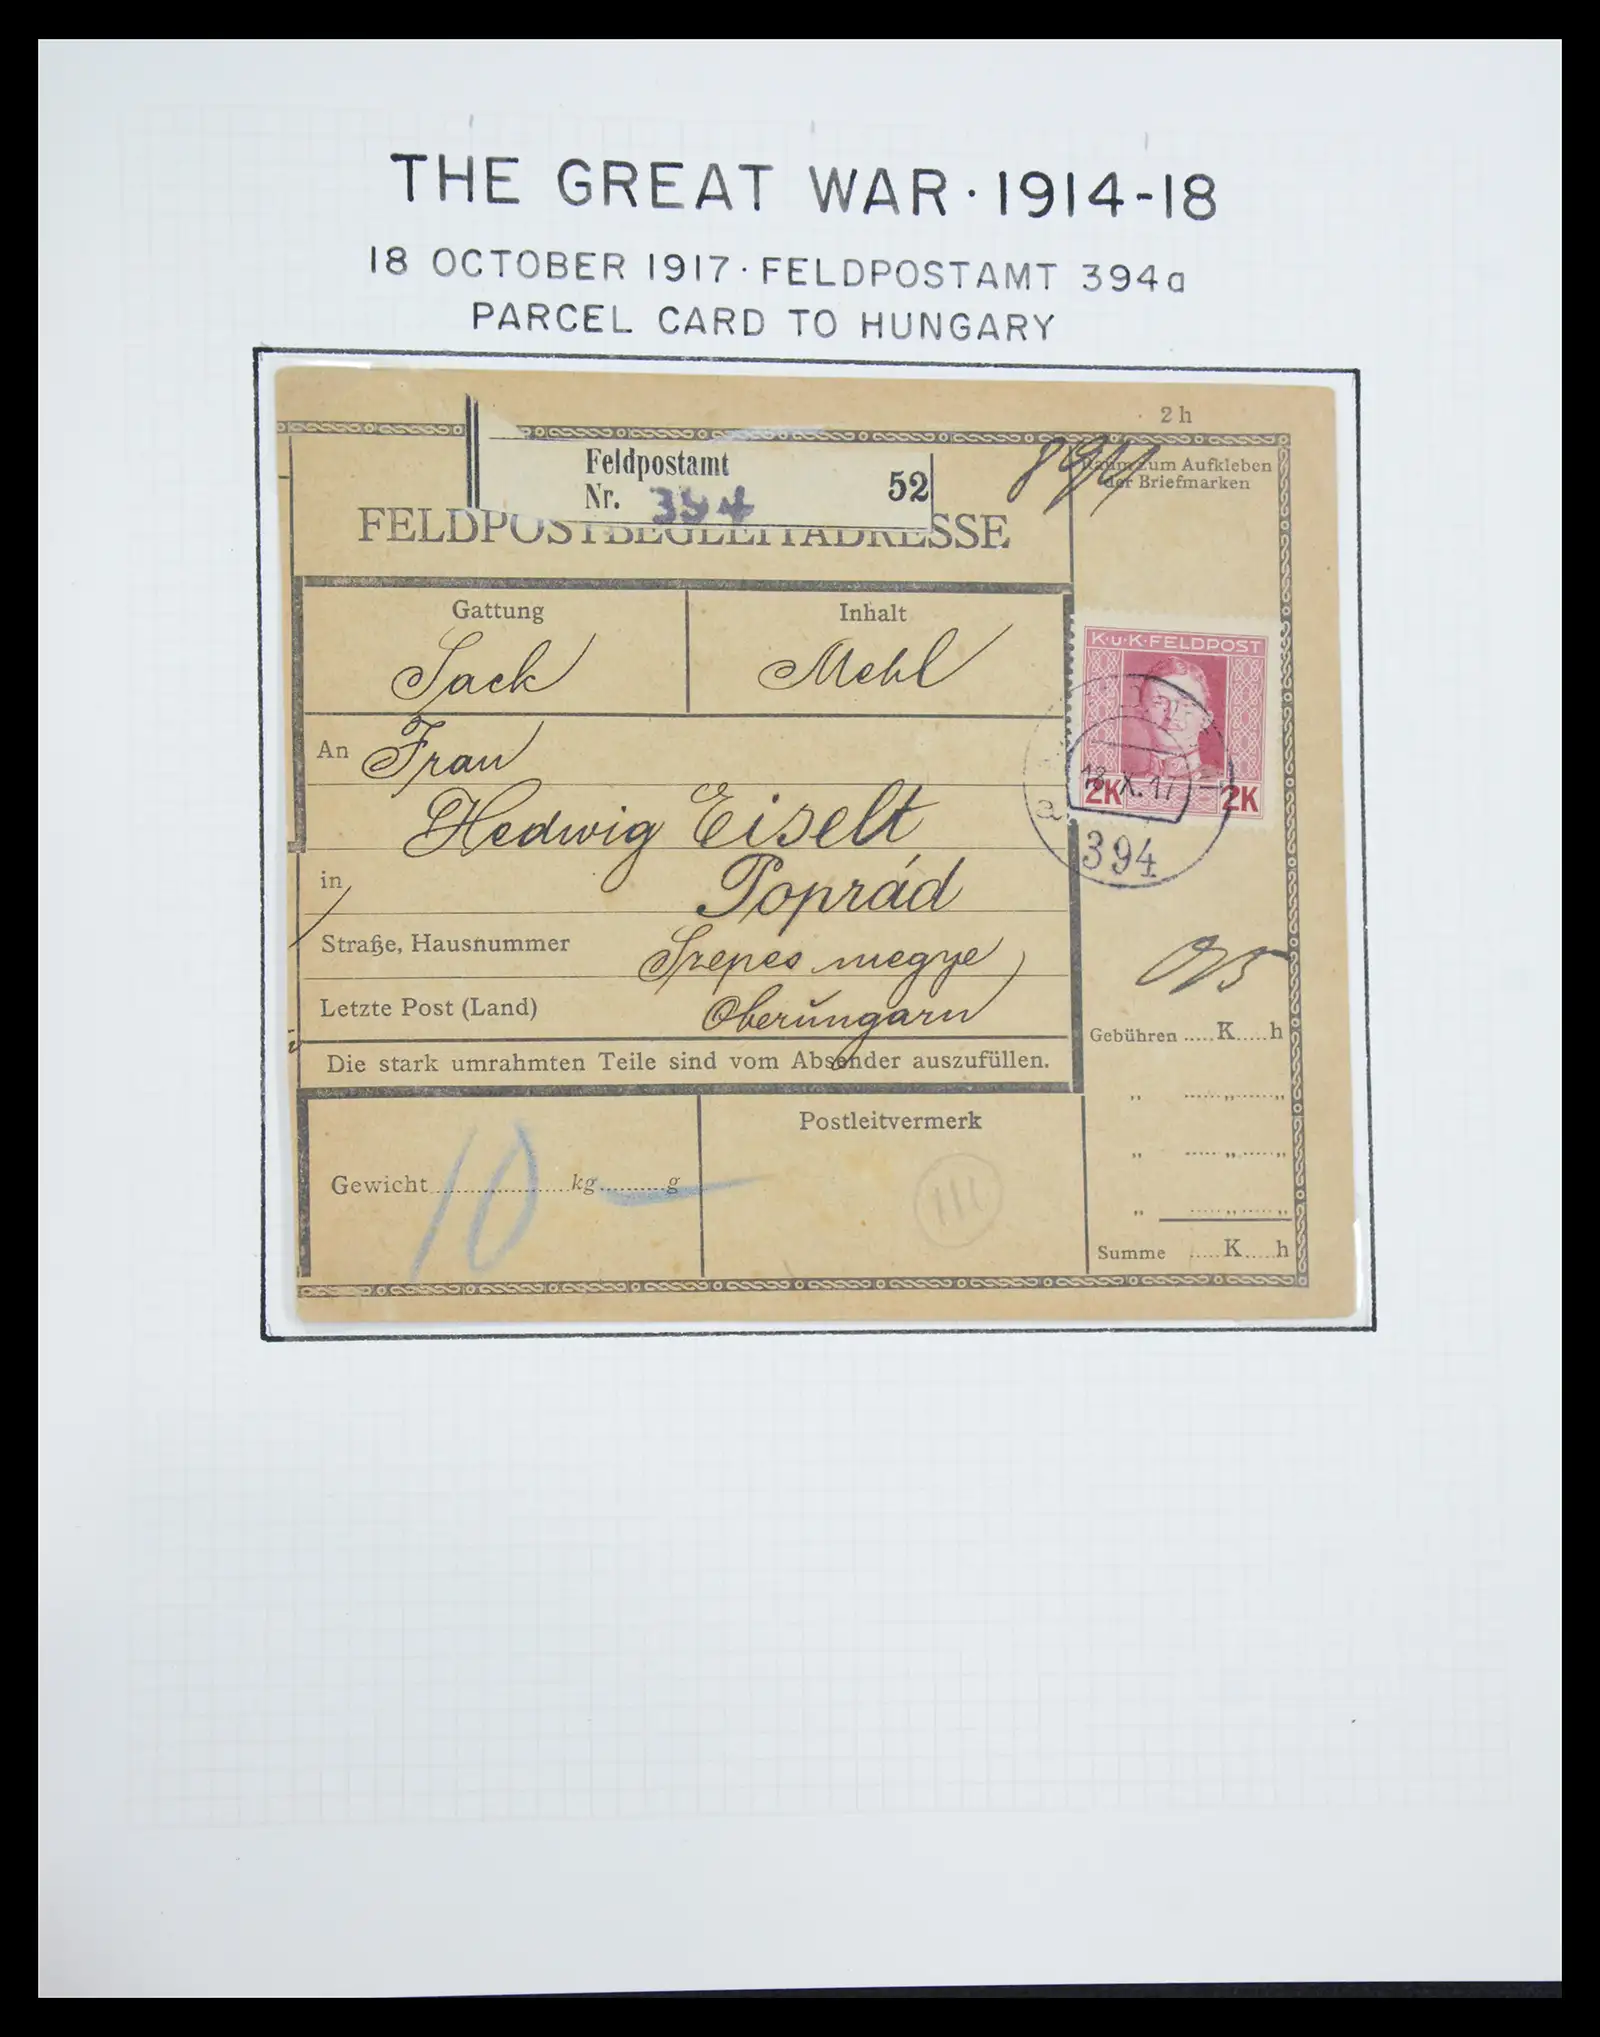 THE GREAT WAR · 1914-18
18 OCTOBER 1917 · FELDPOSTAMT 394a
PARCEL CARD TO HUNGARY
2 h
Feldpostamt
Nr. 394 52
Raum zum Aufkleben
der Briefmarken
FELDPOSTBEGLEITADRESSE
Gattung
Inhalt
Sack
Mehl
K·u·K·FELDPOST
2K 2K
18.X.17
a
394
An Frau
Hedwig Eiselt
in Poprád
Straße, Hausnummer Szepes megye
Letzte Post (Land) Oberungarn
Die stark umrahmten Teile sind vom Absender auszufüllen.
Gebühren ..... K ..... h
„ ...... „ ...... „
„ ...... „ ...... „
„ ...... „ ...... „
Summe ..... K ..... h
Gewicht 10 kg — g
Postleitvermerk
III